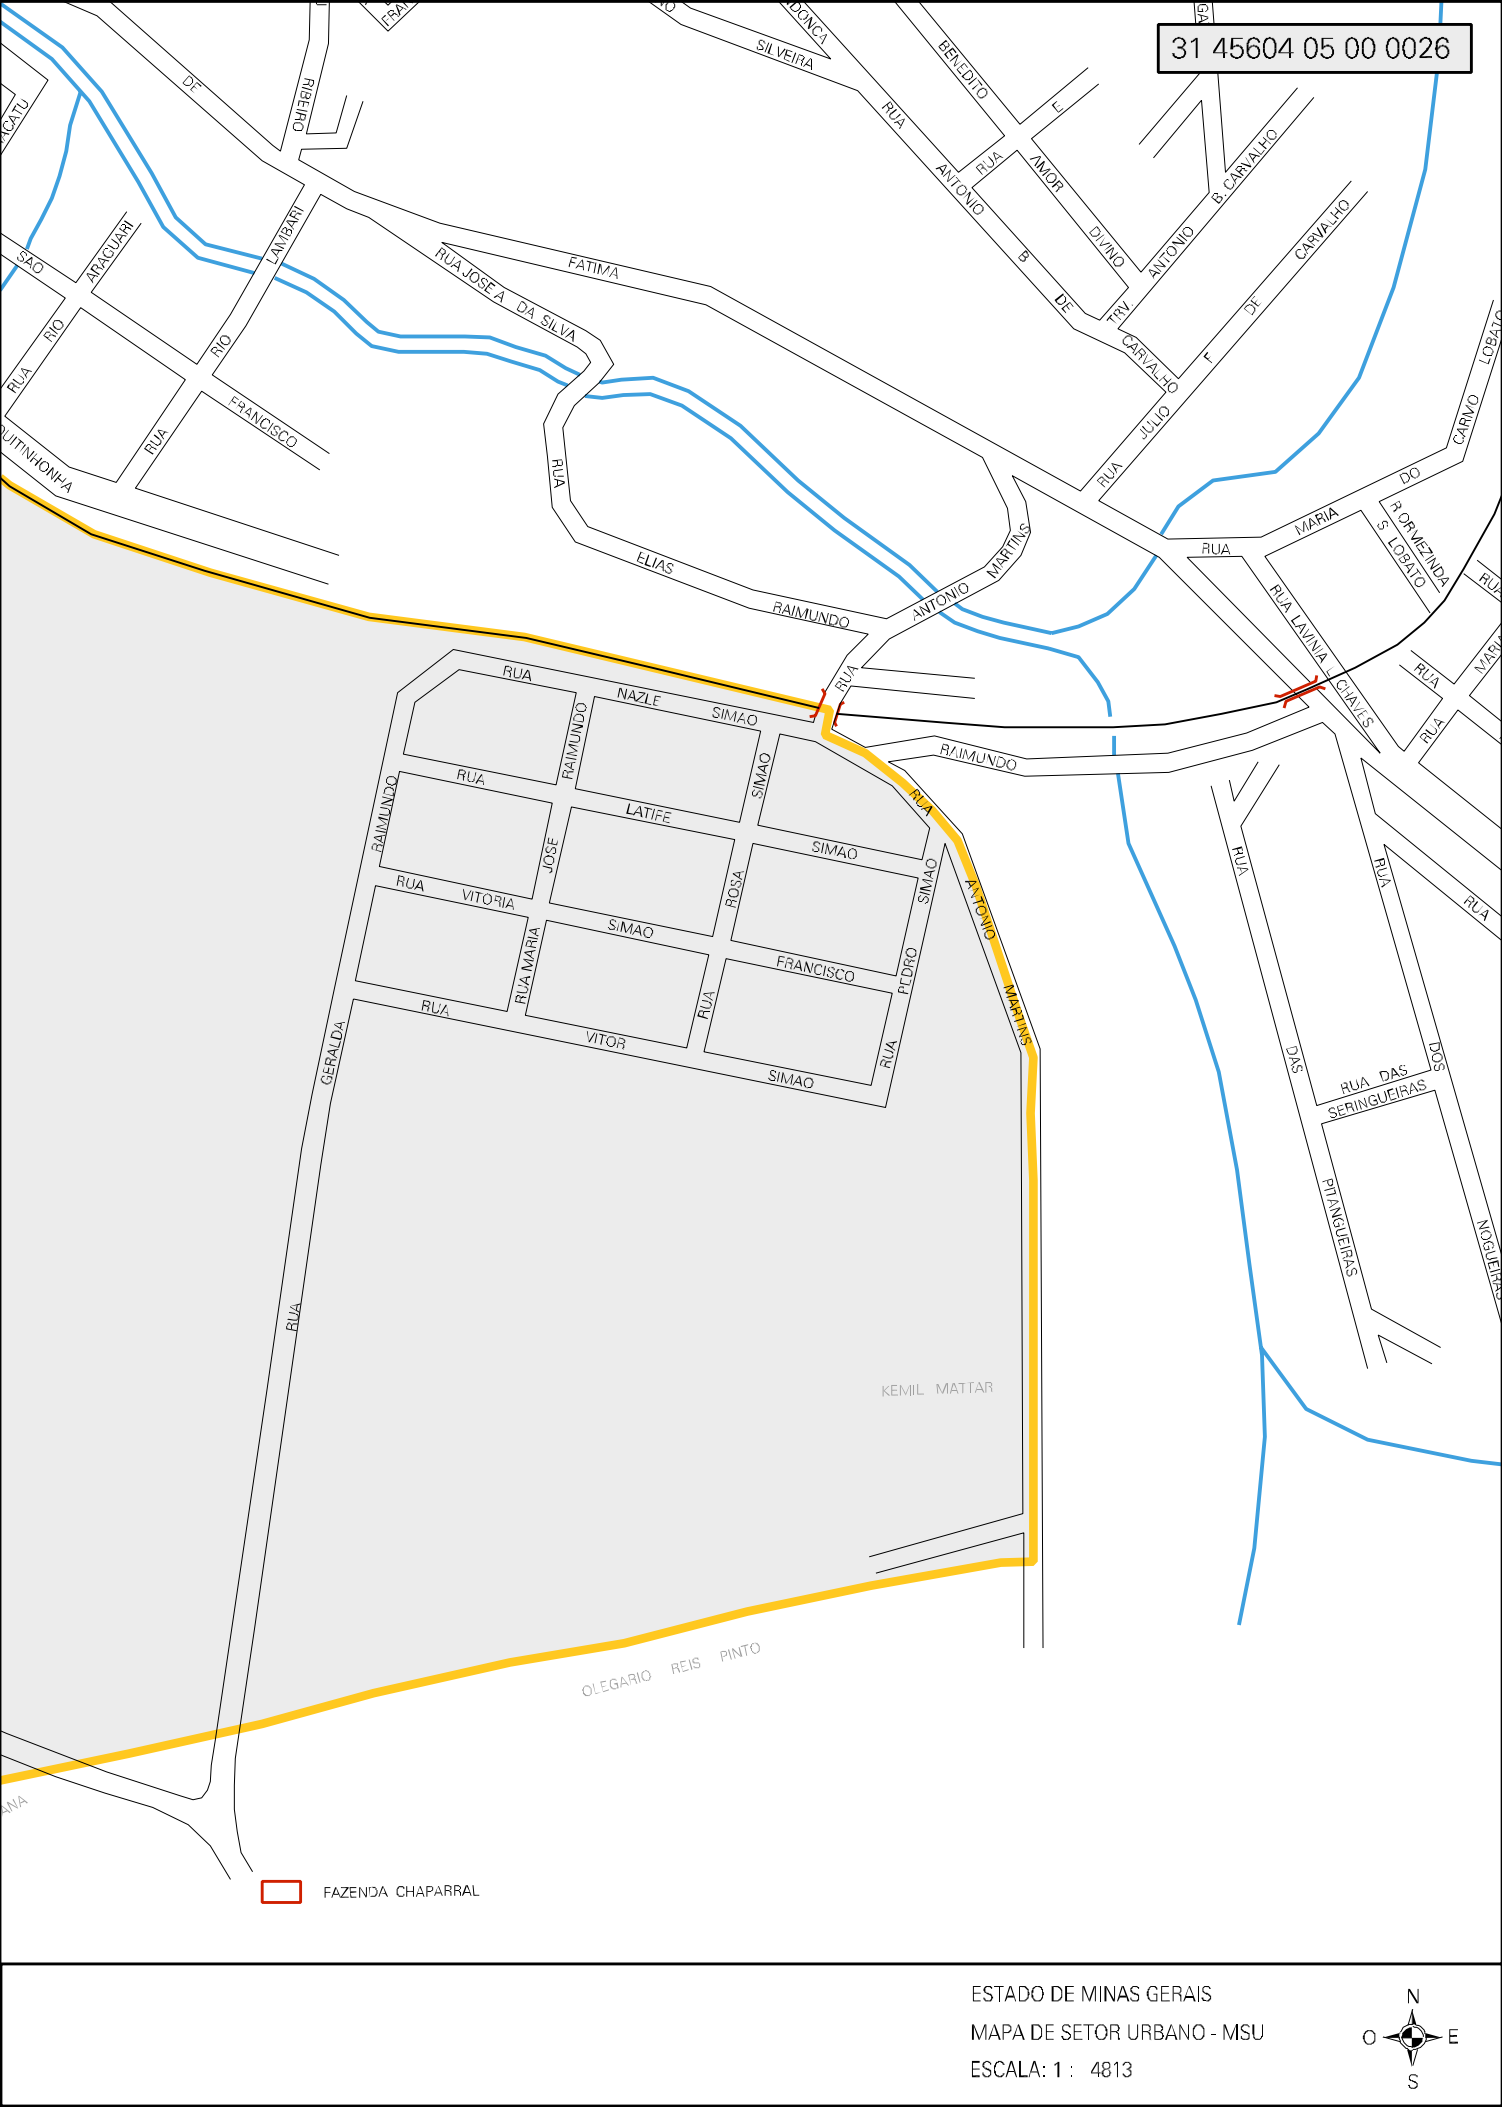 31 45604 05 00 0026
DE
RIBEIRO
SILVEIRA
BENEDITO
RUA
RUA E
ANTONIO
AMOR
DIVINO
B
DE
CARVALHO
TRV. ANTONIO B. CARVALHO
RUA JULIO F DE CARVALHO
SAO
ARAGUARI
RIO LAMBARI
RUA RIO
FRANCISCO
RUA
RUA JOSE A DA SILVA
FATIMA
RUA
ELIAS
RAIMUNDO
ANTONIO MARTINS
RUA
RUA
MARIA
DO
CARMO
R ORMEZINDA
S. LOBATO
RUA LAVINIA L CHAVES
RUA
RUA
RUA NAZLE SIMAO
RAIMUNDO
RAIMUNDO
SIMAO
RUA LATIFE SIMAO
RAIMUNDO
RUA
JOSE
ROSA
SIMAO
RUA VITORIA SIMAO FRANCISCO
ANTONIO
RUA MARIA
PEDRO
MARTINS
RUA
RUA VITOR SIMAO
RUA
GERALDA
RUA
RUA
RUA
RUA
DAS
DOS
RUA DAS
SERINGUEIRAS
PITANGUEIRAS
NOGUEIRAS
KEMIL MATTAR
OLEGARIO REIS PINTO
FAZENDA CHAPARRAL
ESTADO DE MINAS GERAIS
MAPA DE SETOR URBANO - MSU
ESCALA: 1 : 4813
N
O E
S